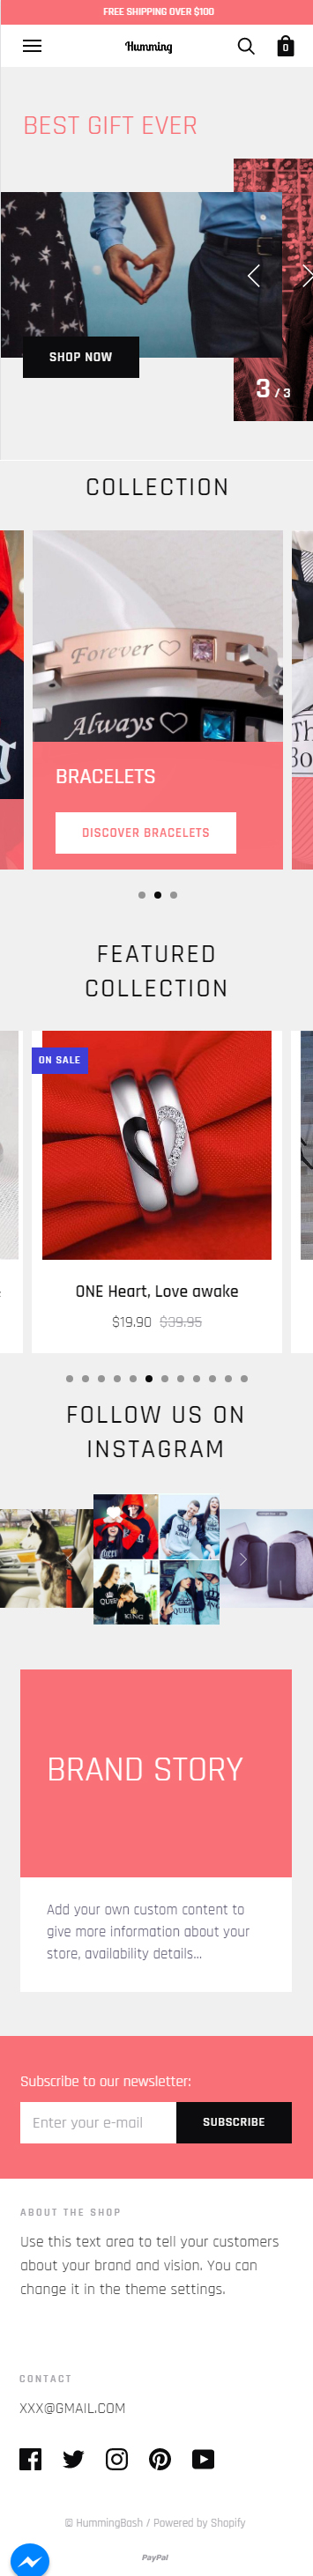 FREE SHIPPING OVER $100
Humming
0
BEST GIFT EVER
SHOP NOW
3 / 3
COLLECTION
Forever
Always
BRACELETS
DISCOVER BRACELETS
FEATURED
COLLECTION
ON SALE
ONE Heart, Love awake
$19.90 $39.95
FOLLOW US ON
INSTAGRAM
QUEEN
KING
BRAND STORY
Add your own custom content to
give more information about your
store, availability details...
Subscribe to our newsletter:
Enter your e-mail
SUBSCRIBE
ABOUT THE SHOP
Use this text area to tell your customers
about your brand and vision. You can
change it in the theme settings.
CONTACT
XXX@GMAIL.COM
© HummingBash / Powered by Shopify
PayPal